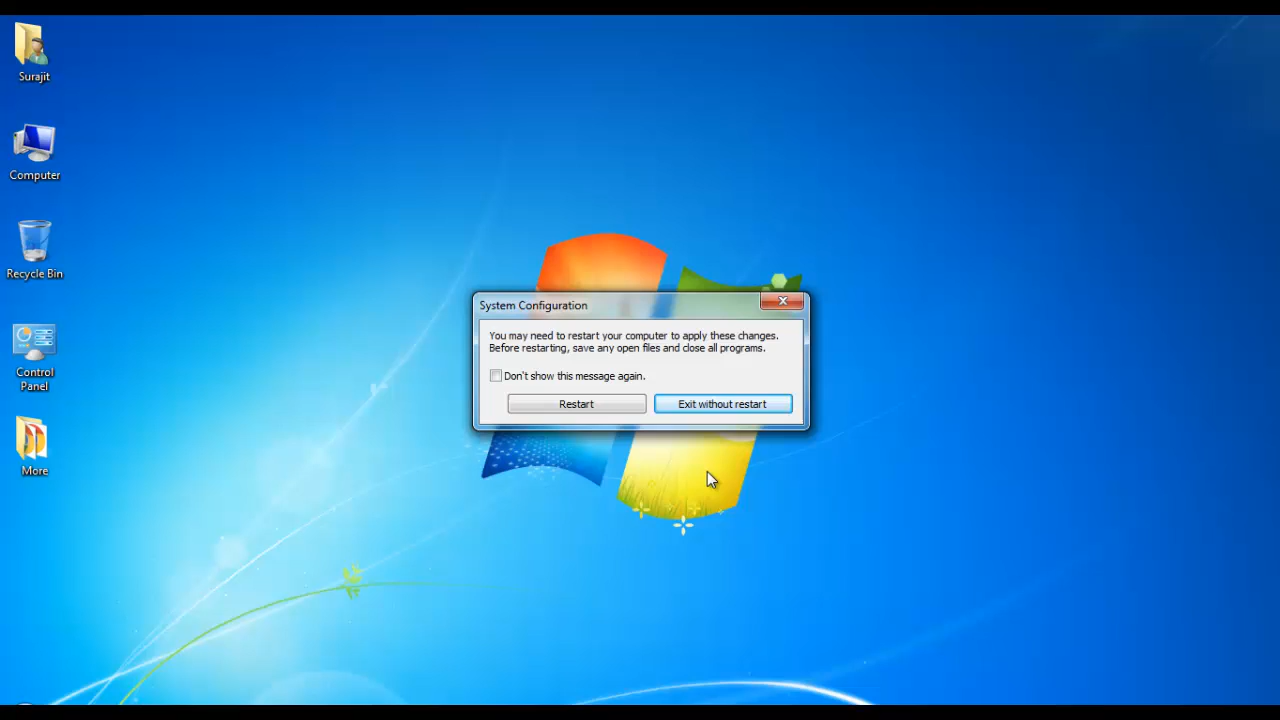 Surajit
Computer
Recycle Bin
Control
Panel
More
System Configuration
You may need to restart your computer to apply these changes.
Before restarting, save any open files and close all programs.
Don't show this message again.
Restart
Exit without restart